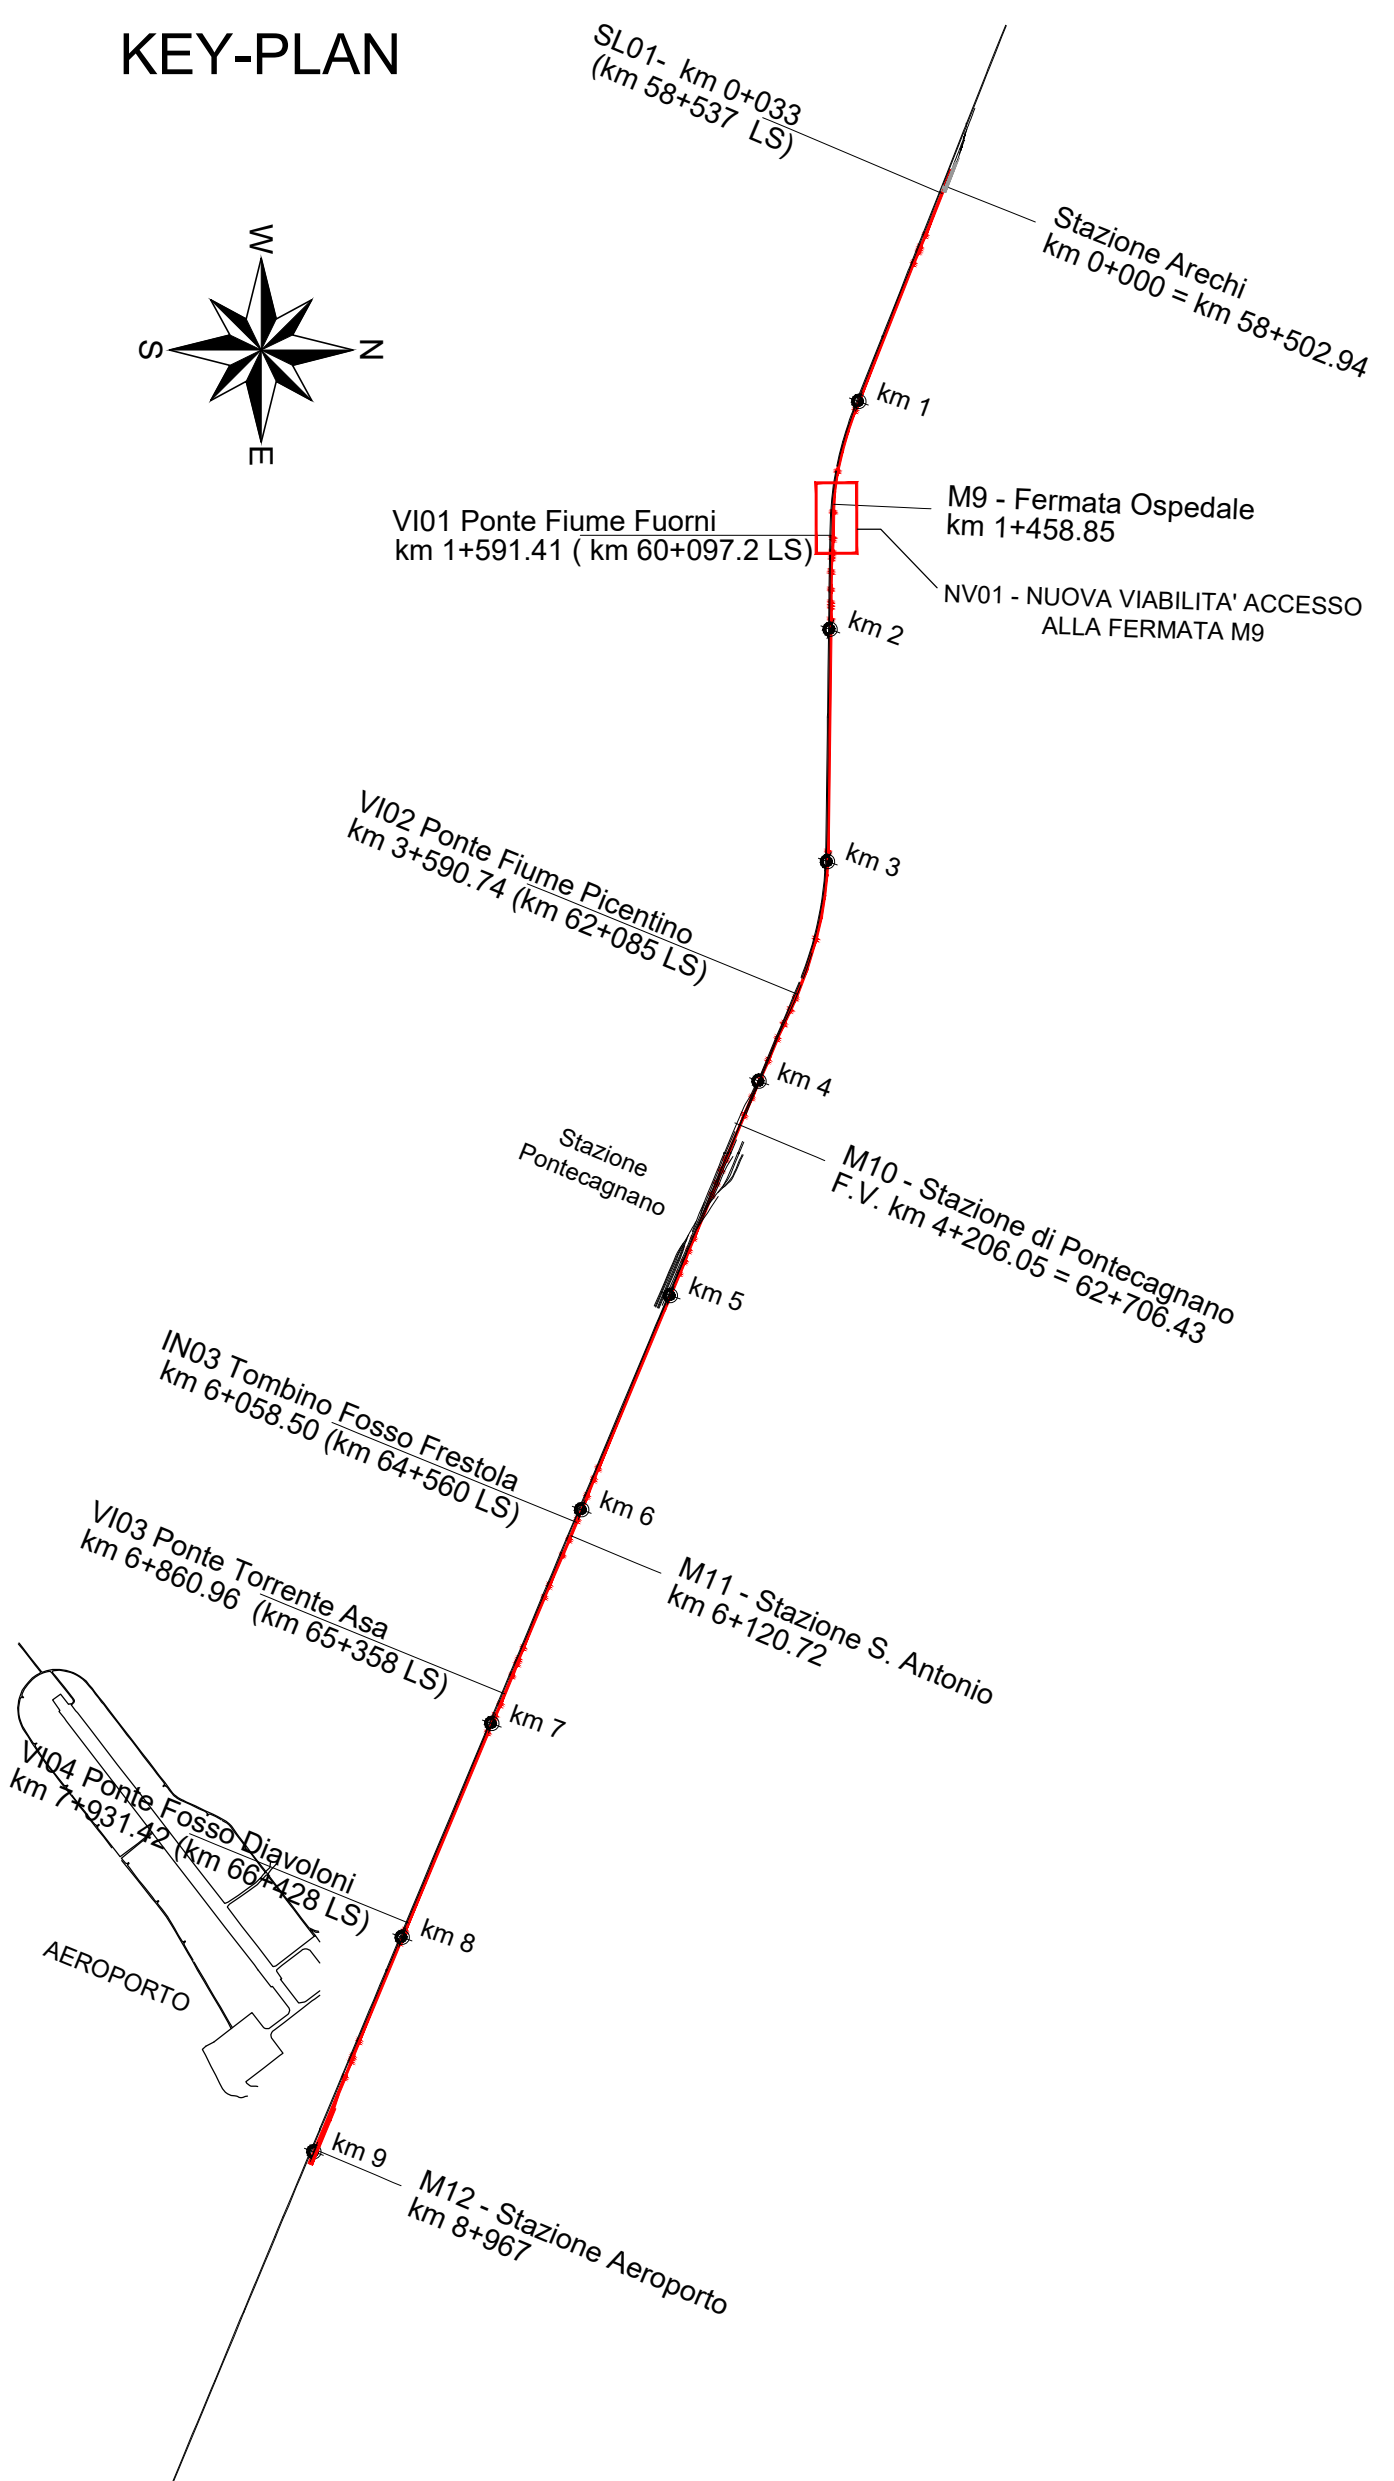 KEY-PLAN
SL01- km 0+033
(km 58+537 LS)
Stazione Arechi
km 0+000 = km 58+502.94
W
S
N
E
km 1
M9 - Fermata Ospedale
km 1+458.85
VI01 Ponte Fiume Fuorni
km 1+591.41 ( km 60+097.2 LS)
NV01 - NUOVA VIABILITA' ACCESSO
ALLA FERMATA M9
km 2
VI02 Ponte Fiume Picentino
km 3+590.74 (km 62+085 LS)
km 3
km 4
Stazione
Pontecagnano
M10 - Stazione di Pontecagnano
F.V. km 4+206.05 = 62+706.43
km 5
IN03 Tombino Fosso Frestola
km 6+058.50 (km 64+560 LS)
km 6
VI03 Ponte Torrente Asa
km 6+860.96 (km 65+358 LS)
M11 - Stazione S. Antonio
km 6+120.72
km 7
VI04 Ponte Fosso Diavoloni
km 7+931.42 (km 66+428 LS)
km 8
AEROPORTO
km 9
M12 - Stazione Aeroporto
km 8+967